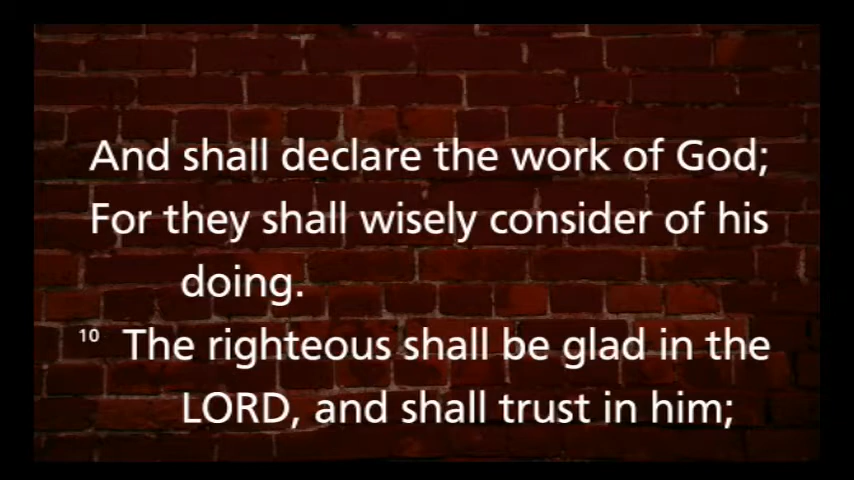 And shall declare the work of God;
For they shall wisely consider of his
doing.
10 The righteous shall be glad in the
LORD, and shall trust in him;